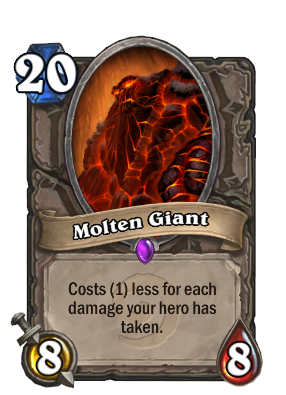 20
Molten Giant
Costs (1) less for each
damage your hero has
taken.
8
8